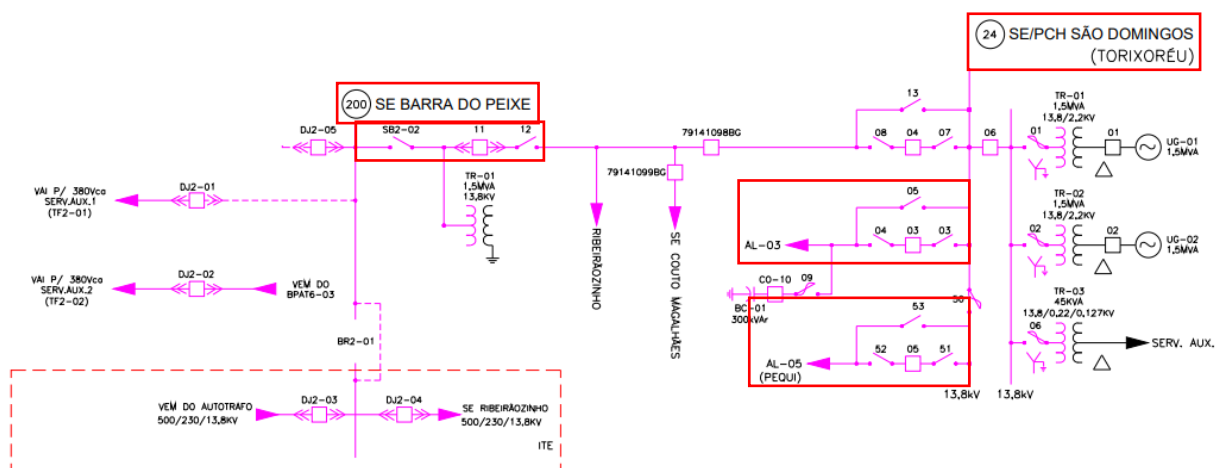 24 SE/PCH SÃO DOMINGOS
(TORIXORÉU)
200 SE BARRA DO PEIXE
DJ2-05
SB2-02
11
12
79141098BG
79141099BG
13
08
04
07
06
TR-01
1,5MVA
13,8/2,2KV
01
01
UG-01
1,5MVA
TR-01
1,5MVA
13,8KV
VAI P/ 380Vca
SERV.AUX.1
(TF2-01)
DJ2-01
RIBEIRÃOZINHO
SE COUTO MAGALHÃES
05
AL-03
04
03
03
TR-02
1,5MVA
13,8/2,2KV
02
02
UG-02
1,5MVA
VAI P/ 380Vca
SERV.AUX.2
(TF2-02)
DJ2-02
VEM DO
BPAT6-03
CO-10
09
BC-01
300kVAr
50
TR-03
45KVA
13,8/0,22/0,127KV
06
SERV. AUX.
BR2-01
53
52
05
51
AL-05
(PEQUI)
13,8kV
13,8kV
VEM DO AUTOTRAFO
500/230/13,8KV
DJ2-03
DJ2-04
SE RIBEIRÃOZINHO
500/230/13,8KV
ITE